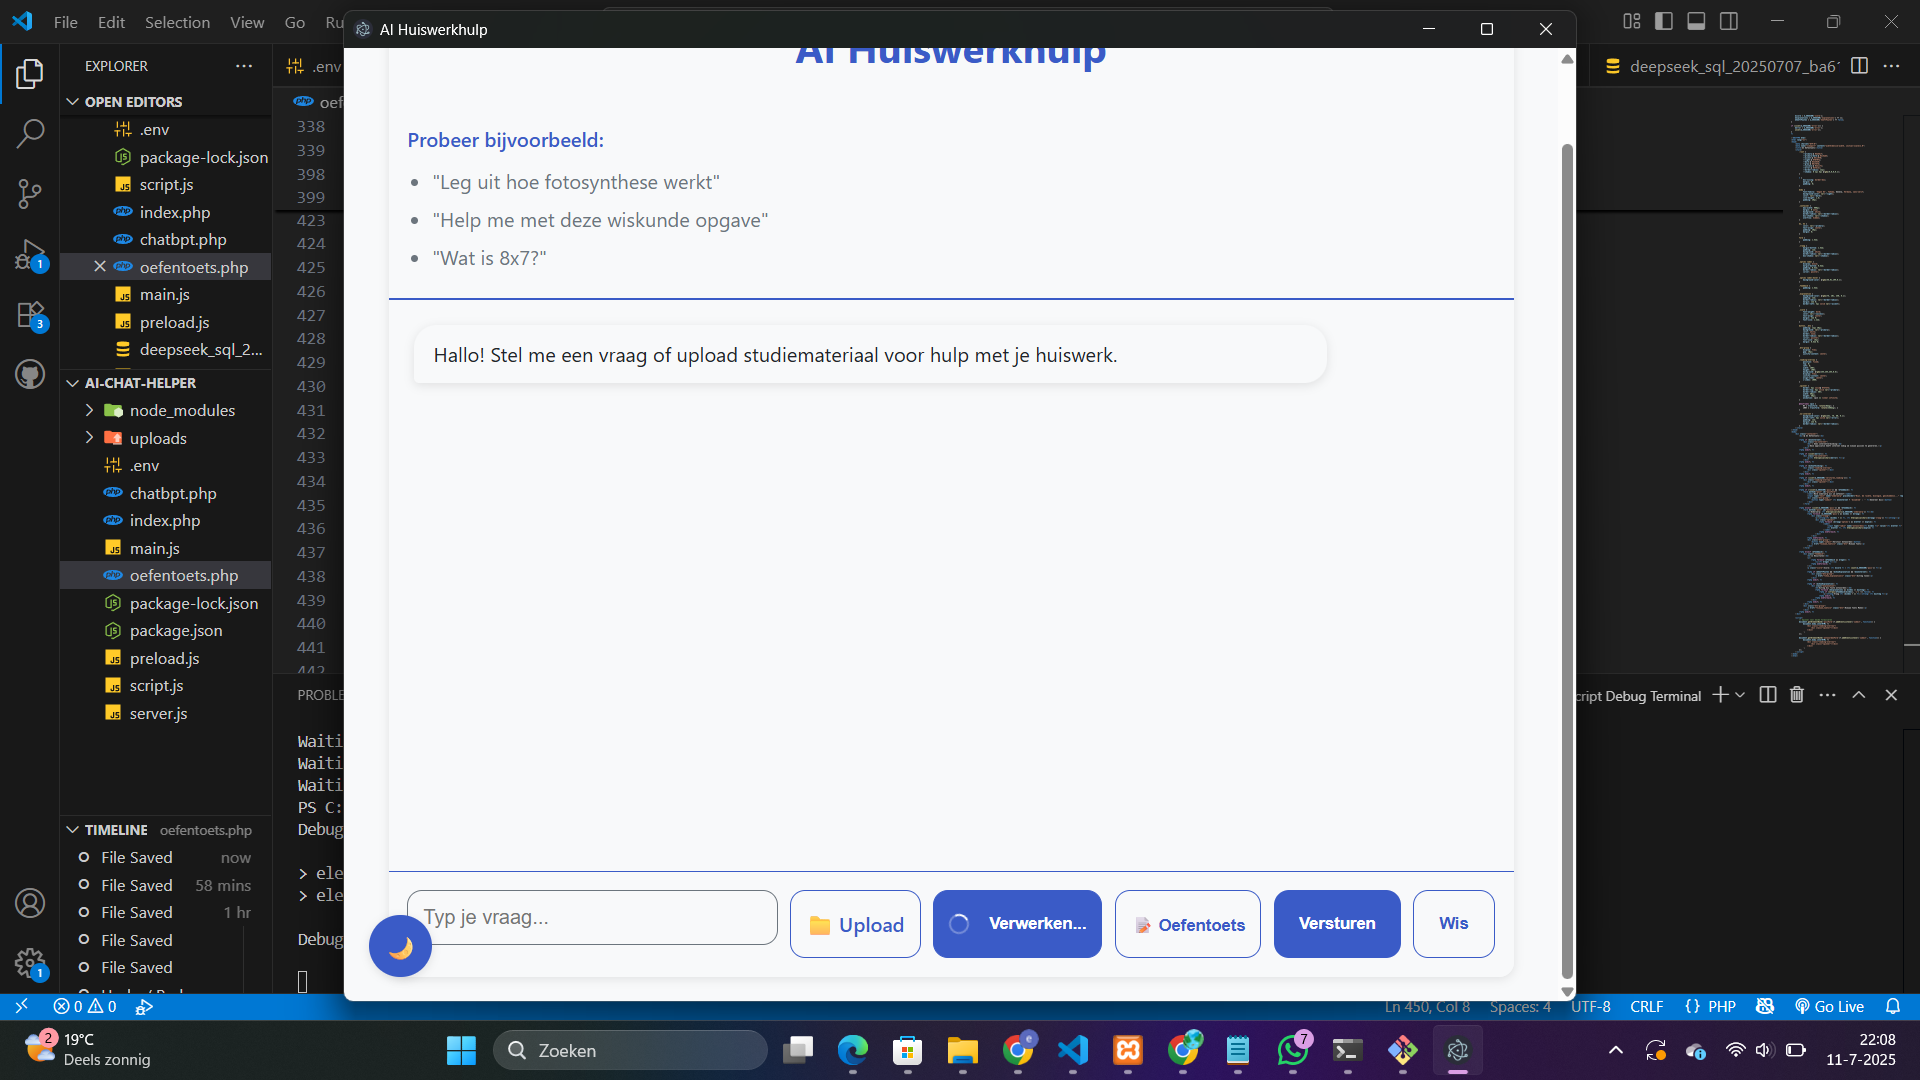 File Edit Selection View Go Ru
AI Huiswerkhulp
EXPLORER
OPEN EDITORS
.env
package-lock.json
script.js
index.php
chatbpt.php
oefentoets.php
main.js
preload.js
deepseek_sql_2...
AI-CHAT-HELPER
node_modules
uploads
.env
chatbpt.php
index.php
main.js
oefentoets.php
package-lock.json
package.json
preload.js
script.js
server.js
TIMELINE oefentoets.php
File Saved now
File Saved 58 mins
File Saved 1 hr
File Saved
File Saved
.env
oef
338
339
398
399
423
424
425
426
427
428
429
430
431
432
433
434
435
436
437
438
439
440
441
442
PROBLE
Waiti
Waiti
Waiti
PS C:
Debug
> ele
> ele
Debug
AI Huiswerkhulp
Probeer bijvoorbeeld:
"Leg uit hoe fotosynthese werkt"
"Help me met deze wiskunde opgave"
"Wat is 8x7?"
Hallo! Stel me een vraag of upload studiemateriaal voor hulp met je huiswerk.
Typ je vraag...
Upload
Verwerken...
Oefentoets
Versturen
Wis
deepseek_sql_20250707_ba6
cript Debug Terminal
1
3
1
0 0
Ln 450, Col 8 Spaces: 4 UTF-8 CRLF {} PHP Go Live
2
19°C
Deels zonnig
Zoeken
e
7
22:08
11-7-2025